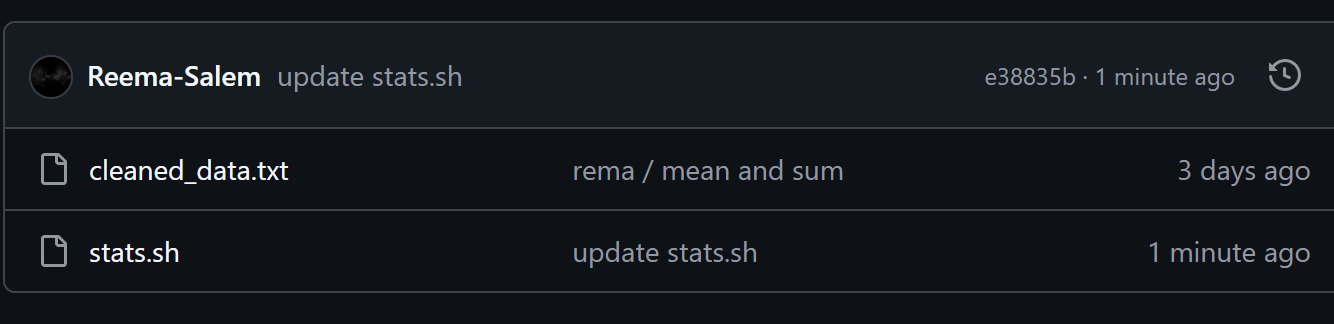 Reema-Salem update stats.sh e38835b · 1 minute ago
cleaned_data.txt rema / mean and sum 3 days ago
stats.sh update stats.sh 1 minute ago